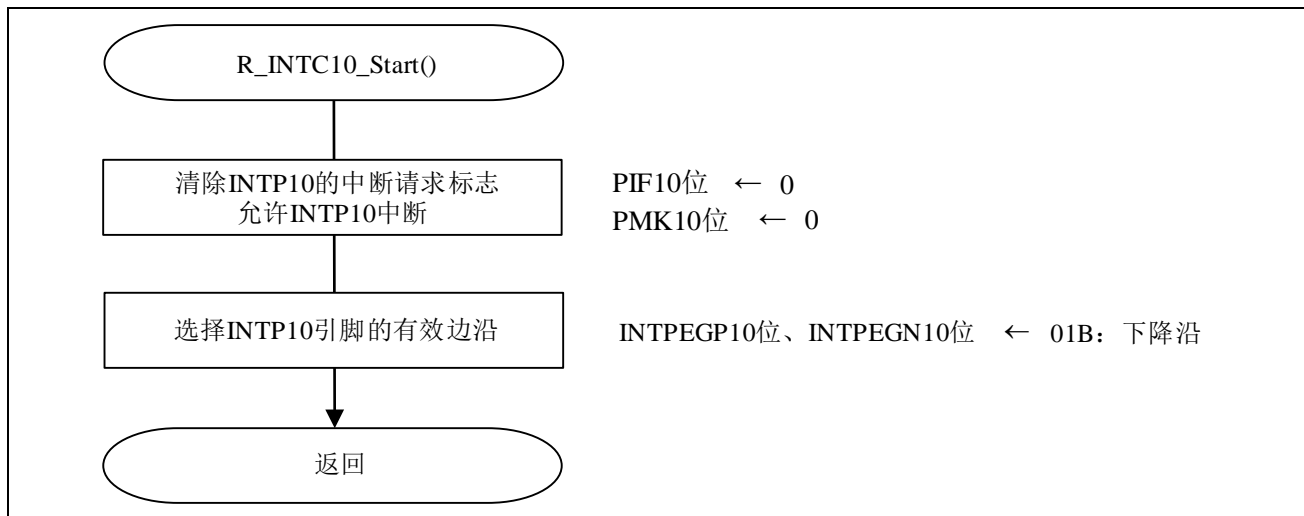 R_INTC10_Start()
清除INTP10的中断请求标志
允许INTP10中断
PIF10位 ← 0
PMK10位 ← 0
选择INTP10引脚的有效边沿
INTPEGP10位、INTPEGN10位 ← 01B：下降沿
返回